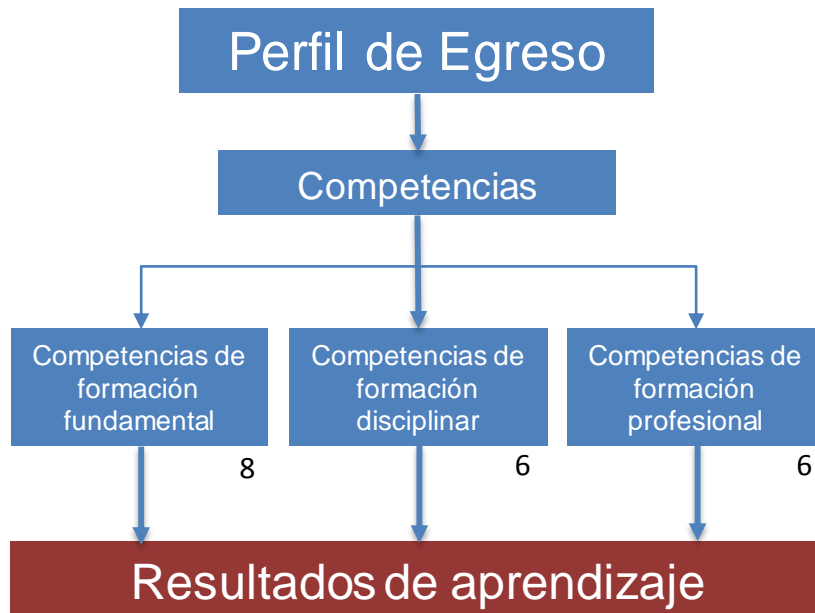 Perfil de Egreso
Competencias
Competencias de
formación
fundamental
8
Competencias de
formación
disciplinar
6
Competencias de
formación
profesional
6
Resultados de aprendizaje